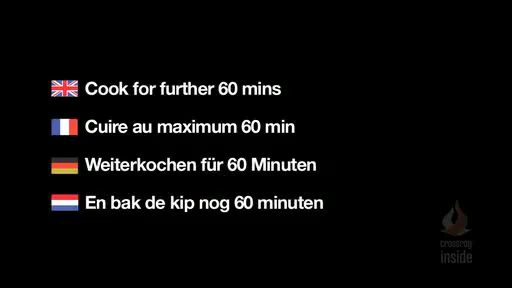 Cook for further 60 mins
Cuire au maximum 60 min
Weiterkochen für 60 Minuten
En bak de kip nog 60 minuten
inside